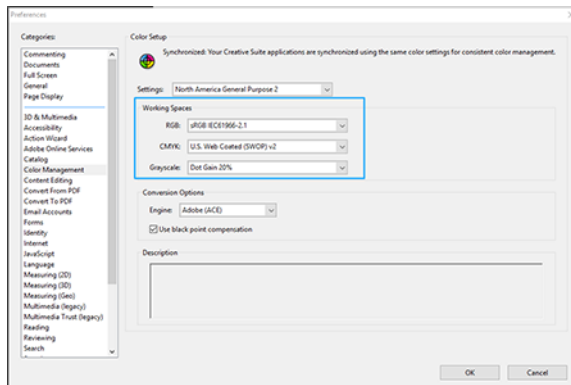 Preferences
Categories:
Commenting
Documents
Full Screen
General
Page Display
3D & Multimedia
Accessibility
Action Wizard
Adobe Online Services
Catalog
Color Management
Content Editing
Convert From PDF
Convert To PDF
Email Accounts
Forms
Identity
Internet
JavaScript
Language
Measuring (2D)
Measuring (3D)
Measuring (Geo)
Multimedia (legacy)
Multimedia Trust (legacy)
Reading
Reviewing
Search
Color Setup
Synchronized: Your Creative Suite applications are synchronized using the same color settings for consistent color management.
Settings: North America General Purpose 2
Working Spaces
RGB: sRGB IEC61966-2.1
CMYK: U.S. Web Coated (SWOP) v2
Grayscale: Dot Gain 20%
Conversion Options
Engine: Adobe (ACE)
Use black point compensation
Description
OK Cancel